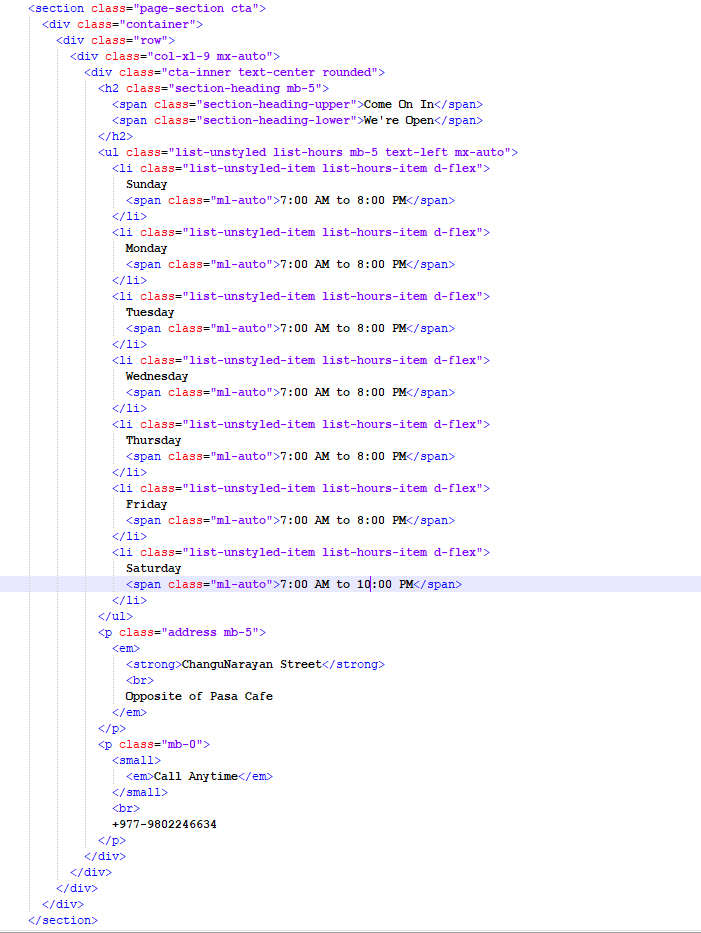 <section class="page-section cta">
<div class="container">
<div class="row">
<div class="col-xl-9 mx-auto">
<div class="cta-inner text-center rounded">
<h2 class="section-heading mb-5">
<span class="section-heading-upper">Come On In</span>
<span class="section-heading-lower">We're Open</span>
</h2>
<ul class="list-unstyled list-hours mb-5 text-left mx-auto">
<li class="list-unstyled-item list-hours-item d-flex">
Sunday
<span class="ml-auto">7:00 AM to 8:00 PM</span>
</li>
<li class="list-unstyled-item list-hours-item d-flex">
Monday
<span class="ml-auto">7:00 AM to 8:00 PM</span>
</li>
<li class="list-unstyled-item list-hours-item d-flex">
Tuesday
<span class="ml-auto">7:00 AM to 8:00 PM</span>
</li>
<li class="list-unstyled-item list-hours-item d-flex">
Wednesday
<span class="ml-auto">7:00 AM to 8:00 PM</span>
</li>
<li class="list-unstyled-item list-hours-item d-flex">
Thursday
<span class="ml-auto">7:00 AM to 8:00 PM</span>
</li>
<li class="list-unstyled-item list-hours-item d-flex">
Friday
<span class="ml-auto">7:00 AM to 8:00 PM</span>
</li>
<li class="list-unstyled-item list-hours-item d-flex">
Saturday
<span class="ml-auto">7:00 AM to 10:00 PM</span>
</li>
</ul>
<p class="address mb-5">
<em>
<strong>ChanguNarayan Street</strong>
<br>
Opposite of Pasa Cafe
</em>
</p>
<p class="mb-0">
<small>
<em>Call Anytime</em>
</small>
<br>
+977-9802246634
</p>
</div>
</div>
</div>
</div>
</section>